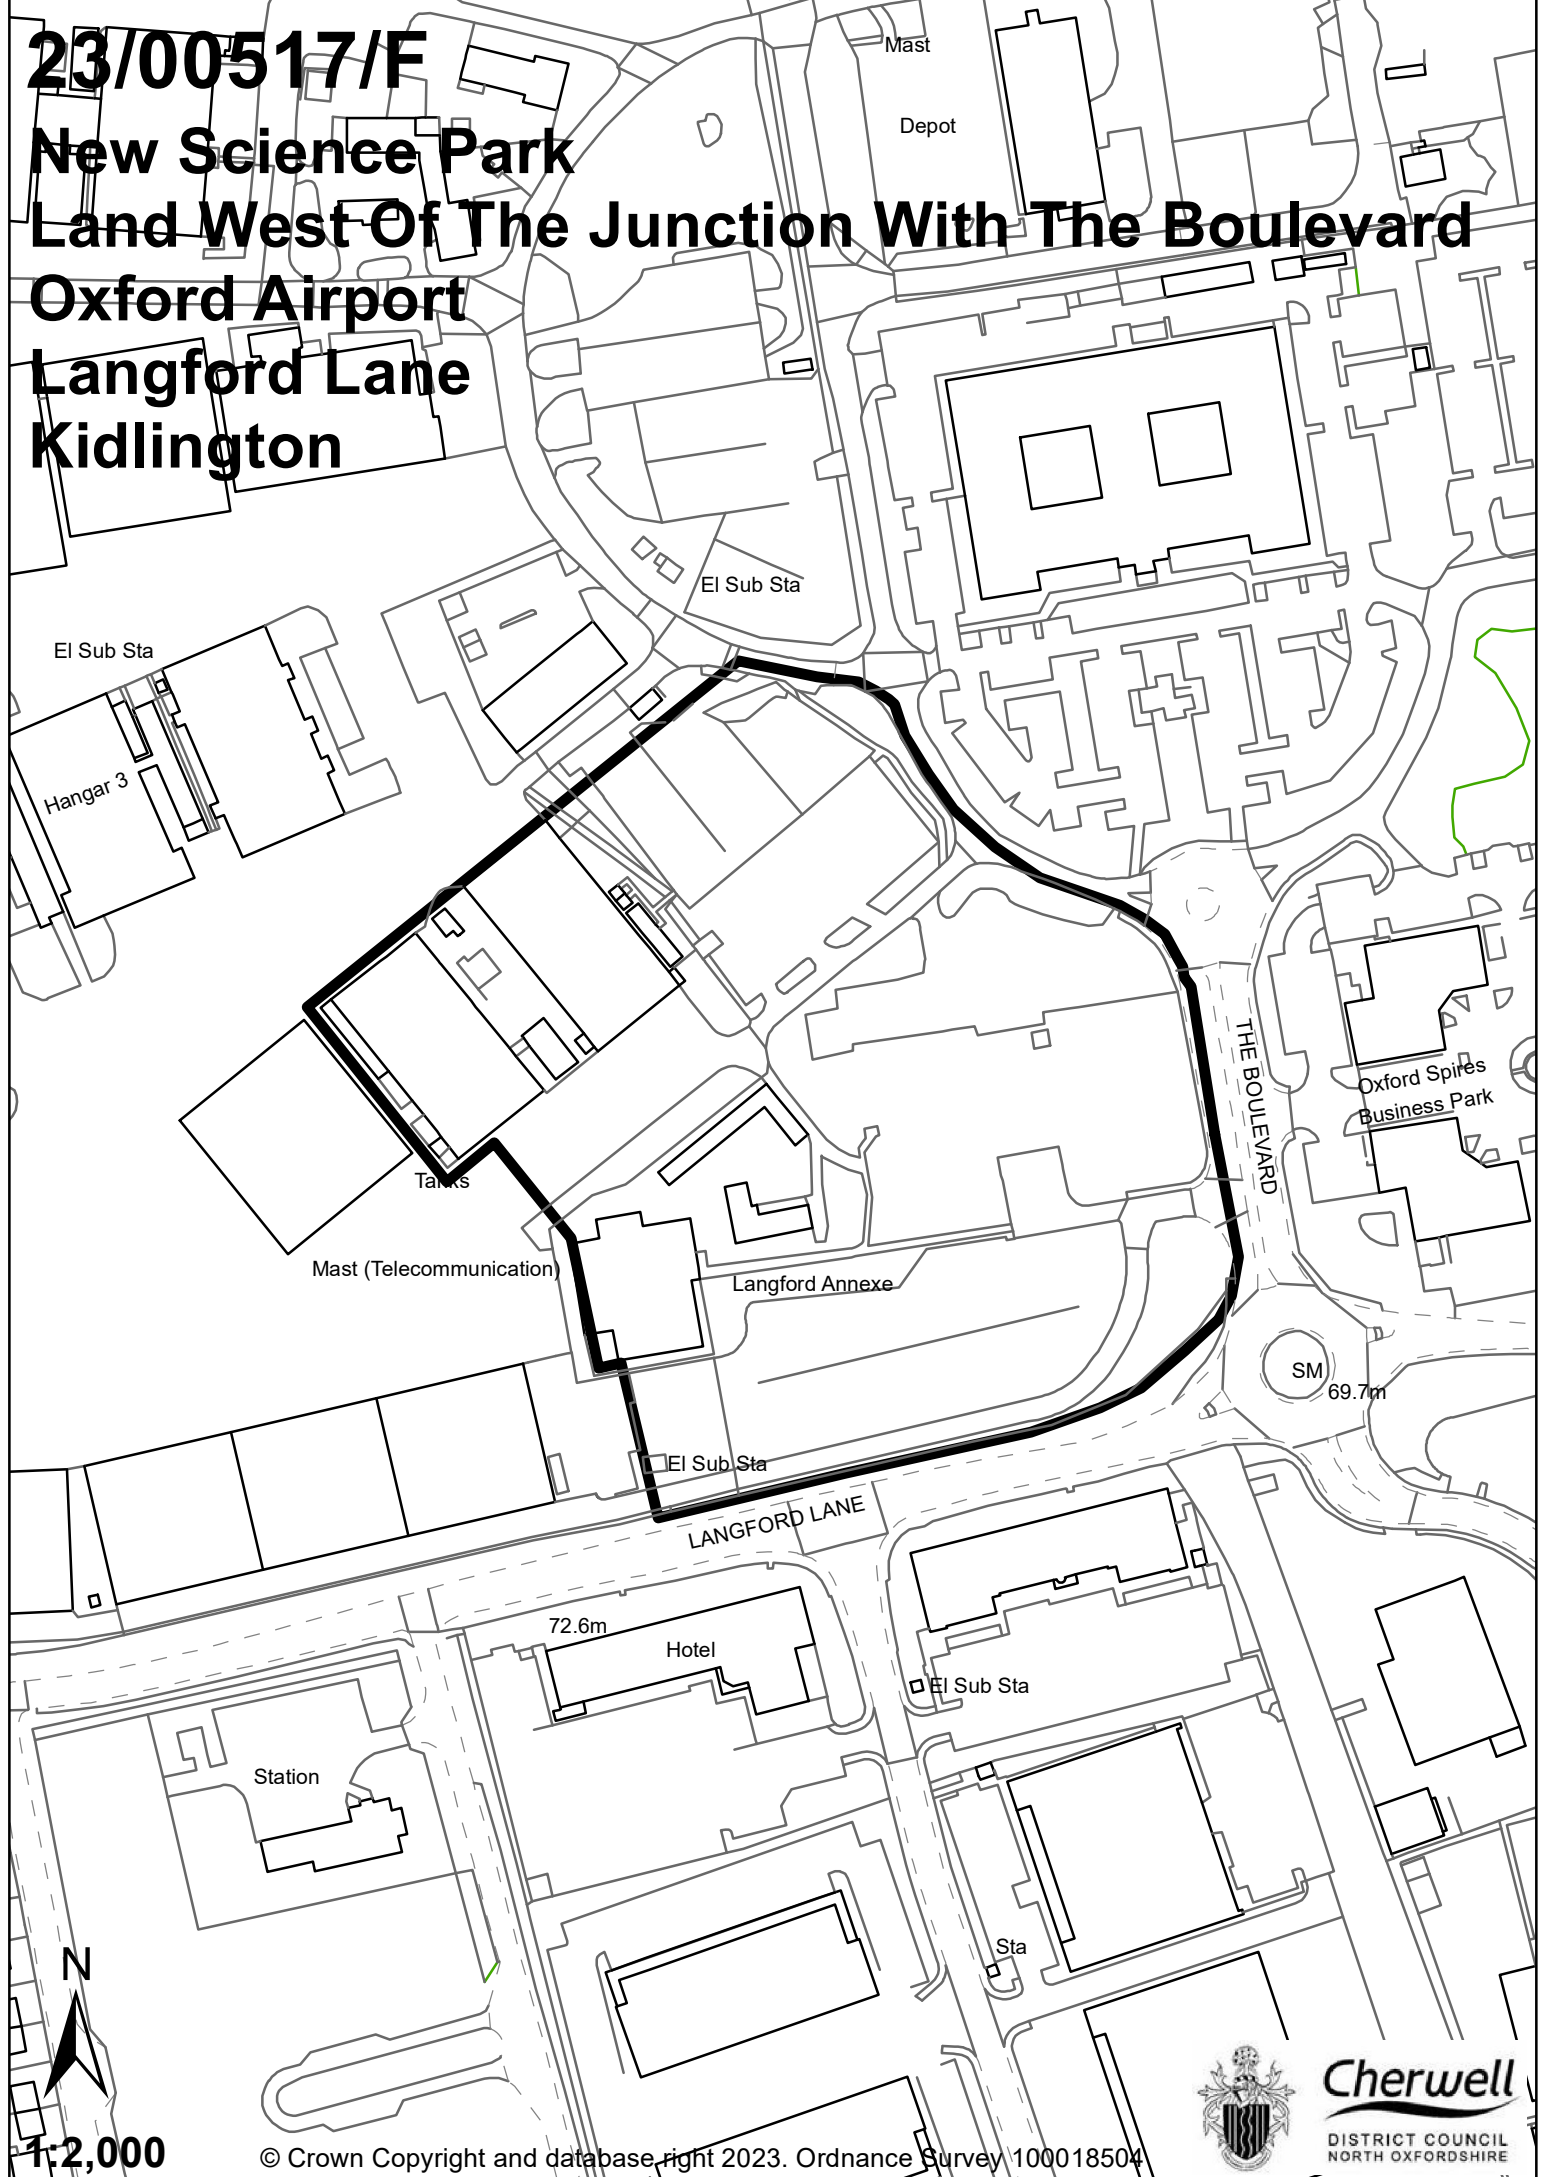 23/00517/F
New Science Park
Land West Of The Junction With The Boulevard
Oxford Airport
Langford Lane
Kidlington
Mast
Depot
El Sub Sta
El Sub Sta
Hangar 3
THE BOULEVARD
Oxford Spires
Business Park
Tanks
Mast (Telecommunication)
Langford Annexe
SM
69.7m
El Sub Sta
LANGFORD LANE
72.6m
Hotel
El Sub Sta
Station
Sta
N
1:2,000
© Crown Copyright and database right 2023. Ordnance Survey 100018504
Cherwell
DISTRICT COUNCIL
NORTH OXFORDSHIRE